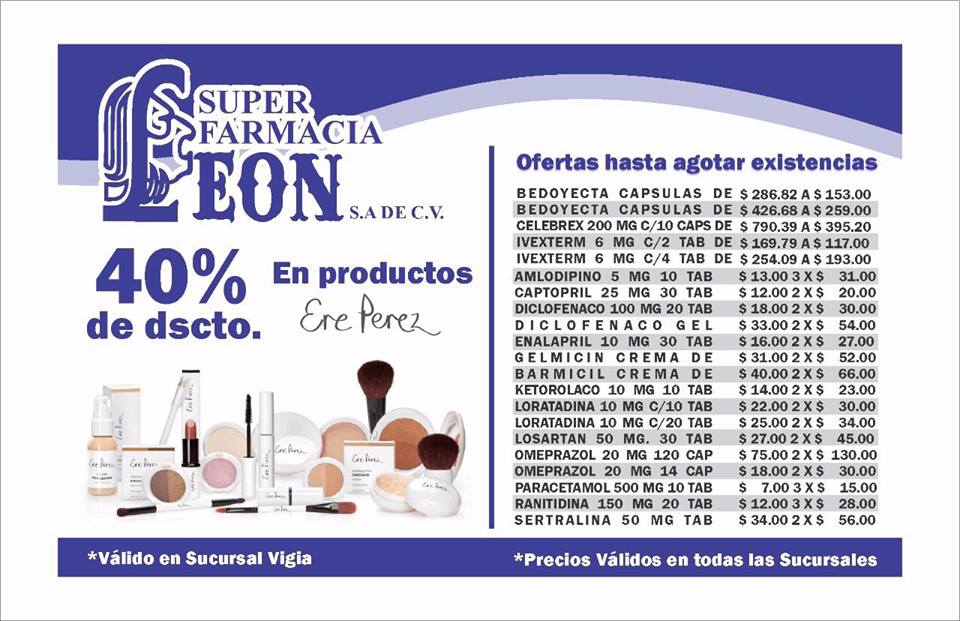 SUPER
FARMACIA
LEON S.A DE C.V.
40%
de dscto.
En productos
Ere Perez
*Válido en Sucursal Vigia
Ofertas hasta agotar existencias
BEDOYECTA CAPSULAS DE $ 286.82 A $ 153.00
BEDOYECTA CAPSULAS DE $ 426.68 A $ 259.00
CELEBREX 200 MG C/10 CAPS DE $ 790.39 A $ 395.20
IVEXTERM 6 MG C/2 TAB DE $ 169.79 A $ 117.00
IVEXTERM 6 MG C/4 TAB DE $ 254.09 A $ 193.00
AMLODIPINO 5 MG 10 TAB $ 13.00 3 X $ 31.00
CAPTOPRIL 25 MG 30 TAB $ 12.00 2 X $ 20.00
DICLOFENACO 100 MG 20 TAB $ 18.00 2 X $ 30.00
DICLOFENACO GEL $ 33.00 2 X $ 54.00
ENALAPRIL 10 MG 30 TAB $ 16.00 2 X $ 27.00
GELMICIN CREMA DE $ 31.00 2 X $ 52.00
BARMICIL CREMA DE $ 40.00 2 X $ 66.00
KETOROLACO 10 MG 10 TAB $ 14.00 2 X $ 23.00
LORATADINA 10 MG C/10 TAB $ 22.00 2 X $ 30.00
LORATADINA 10 MG C/20 TAB $ 25.00 2 X $ 34.00
LOSARTAN 50 MG. 30 TAB $ 27.00 2 X $ 45.00
OMEPRAZOL 20 MG 120 CAP $ 75.00 2 X $ 130.00
OMEPRAZOL 20 MG 14 CAP $ 18.00 2 X $ 30.00
PARACETAMOL 500 MG 10 TAB $ 7.00 3 X $ 15.00
RANITIDINA 150 MG 20 TAB $ 12.00 3 X $ 28.00
SERTRALINA 50 MG TAB $ 34.00 2 X $ 56.00
*Precios Válidos en todas las Sucursales